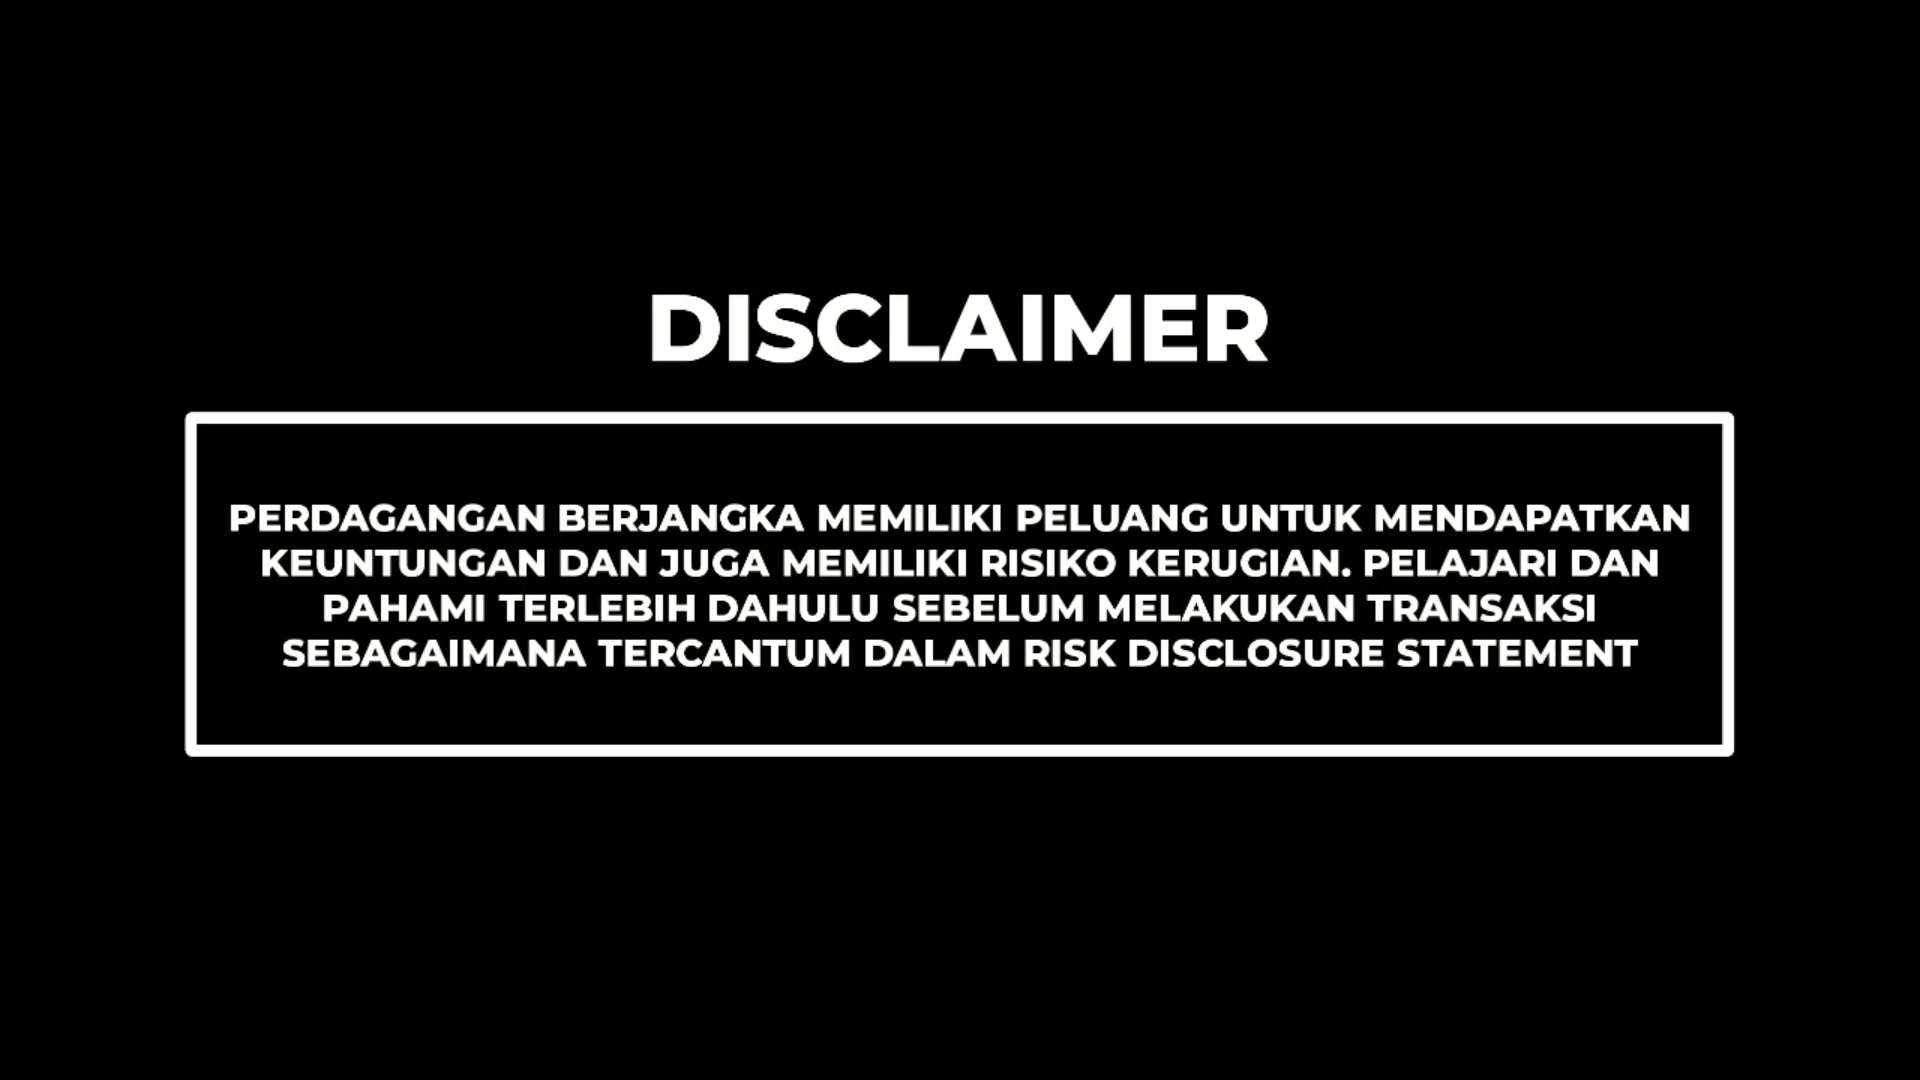 DISCLAIMER
PERDAGANGAN BERJANGKA MEMILIKI PELUANG UNTUK MENDAPATKAN
KEUNTUNGAN DAN JUGA MEMILIKI RISIKO KERUGIAN. PELAJARI DAN
PAHAMI TERLEBIH DAHULU SEBELUM MELAKUKAN TRANSAKSI
SEBAGAIMANA TERCANTUM DALAM RISK DISCLOSURE STATEMENT